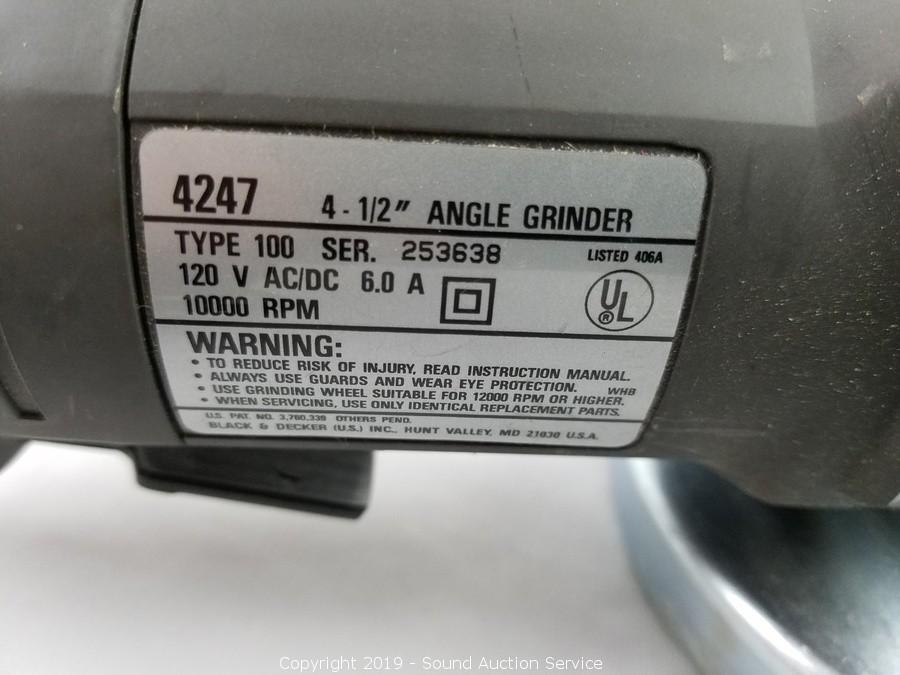 4247 4-1/2" ANGLE GRINDER
TYPE 100 SER. 253638 LISTED 406A
120 V AC/DC 6.0 A
10000 RPM
UL ®
WARNING:
• TO REDUCE RISK OF INJURY, READ INSTRUCTION MANUAL.
• ALWAYS USE GUARDS AND WEAR EYE PROTECTION. WHB
• USE GRINDING WHEEL SUITABLE FOR 12000 RPM OR HIGHER.
• WHEN SERVICING, USE ONLY IDENTICAL REPLACEMENT PARTS.
U.S. PAT. NO. 3,760,339 OTHERS PEND.
BLACK & DECKER (U.S.) INC., HUNT VALLEY, MD 21030 U.S.A.
Copyright 2019 - Sound Auction Service